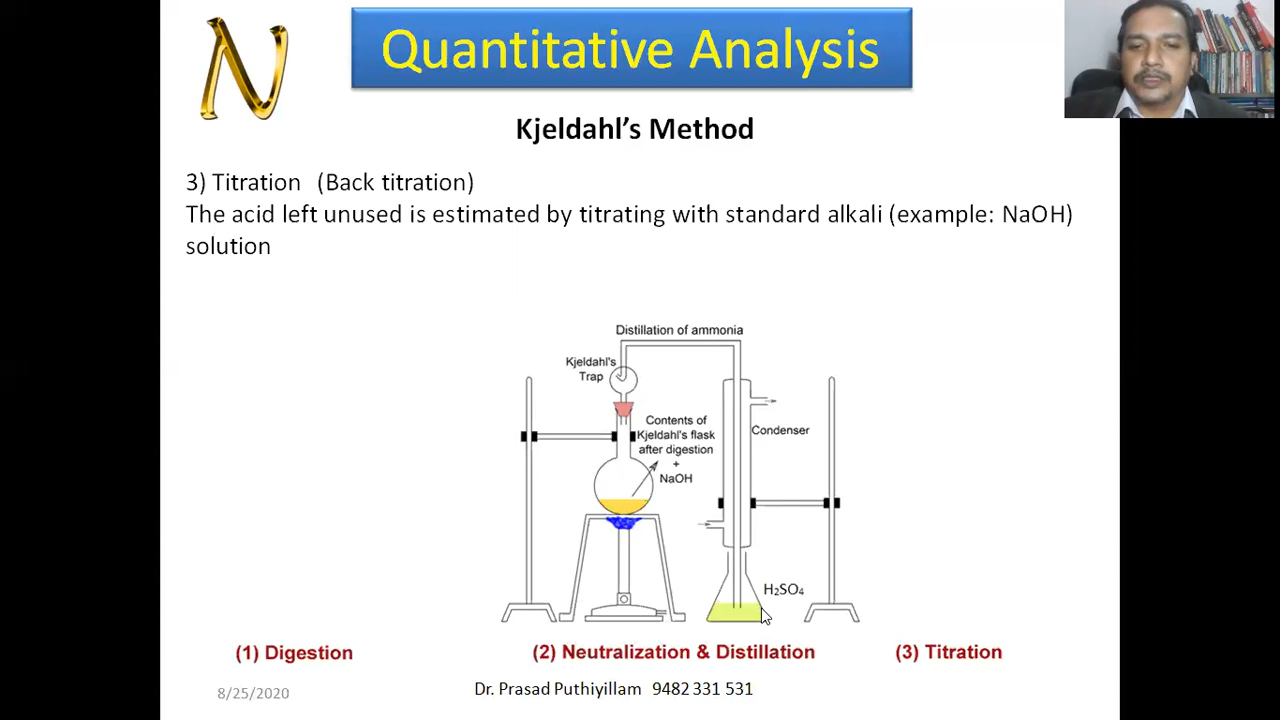 N
Quantitative Analysis
Kjeldahl’s Method
3) Titration (Back titration)
The acid left unused is estimated by titrating with standard alkali (example: NaOH)
solution
Distillation of ammonia
Kjeldahl's
Trap
Contents of
Kjeldahl's flask
after digestion
+
NaOH
Condenser
H₂SO₄
(1) Digestion
(2) Neutralization & Distillation
(3) Titration
8/25/2020
Dr. Prasad Puthiyillam 9482 331 531